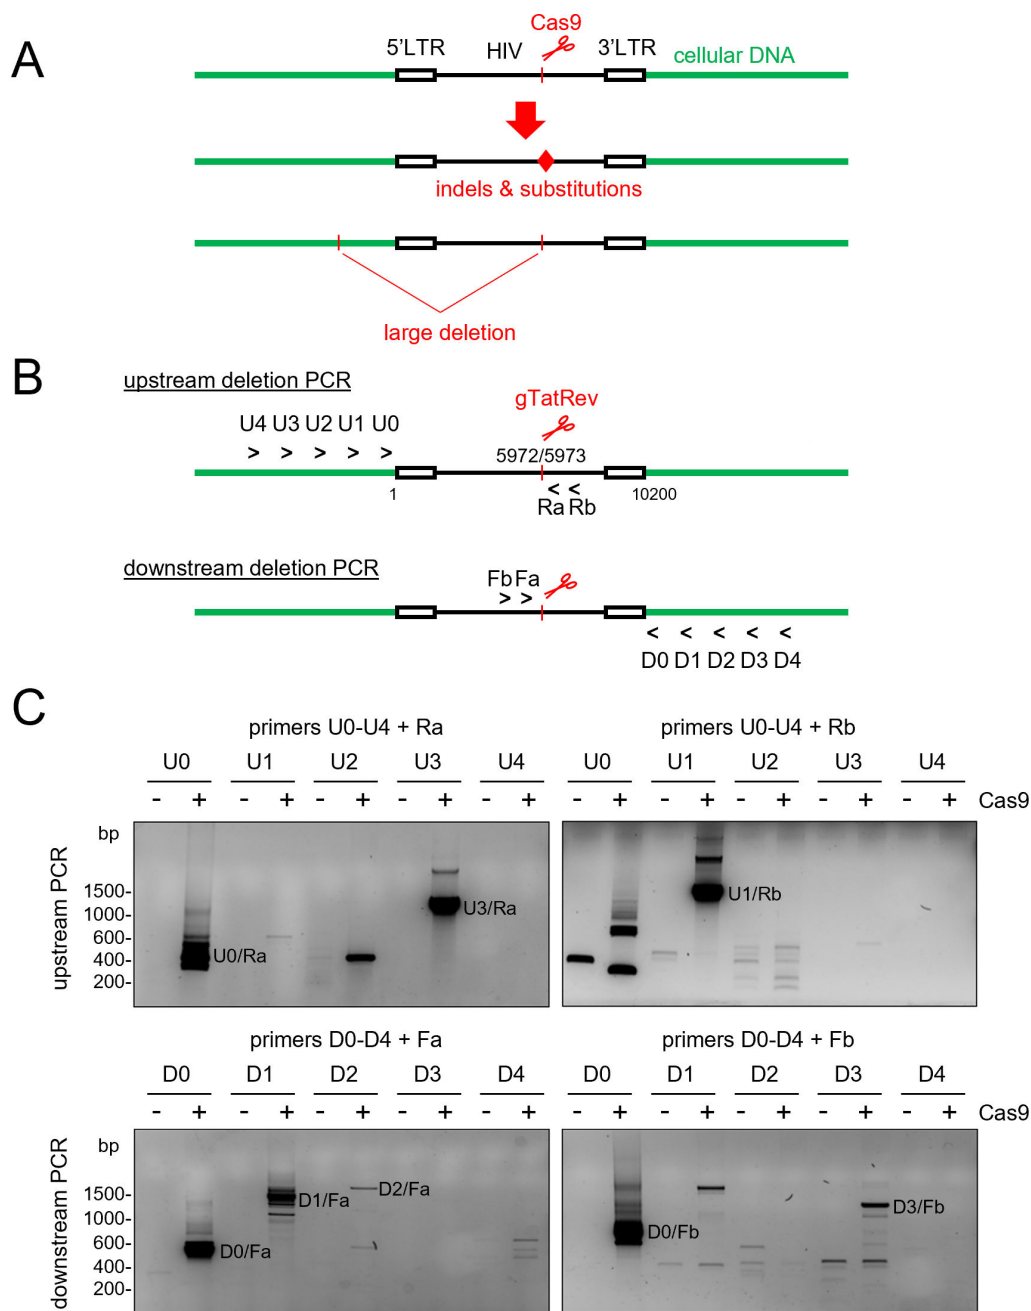 A
Cas9
5'LTR HIV 3'LTR
cellular DNA
indels & substitutions
large deletion
B
upstream deletion PCR
gTatRev
U4 U3 U2 U1 U0
> > > > >
5972/5973
1 < < 10200
Ra Rb
downstream deletion PCR
Fb Fa
> >
< < < < <
D0 D1 D2 D3 D4
C
primers U0-U4 + Ra primers U0-U4 + Rb
U0 U1 U2 U3 U4 U0 U1 U2 U3 U4
- + - + - + - + - + - + - + - + - + - + Cas9
bp
upstream PCR
1500-
1000-
600-
400-
200-
U0/Ra
U3/Ra
U1/Rb
primers D0-D4 + Fa primers D0-D4 + Fb
D0 D1 D2 D3 D4 D0 D1 D2 D3 D4
- + - + - + - + - + - + - + - + - + - + Cas9
bp
downstream PCR
1500-
1000-
600-
400-
200-
D0/Fa
D1/Fa
D2/Fa
D0/Fb
D3/Fb